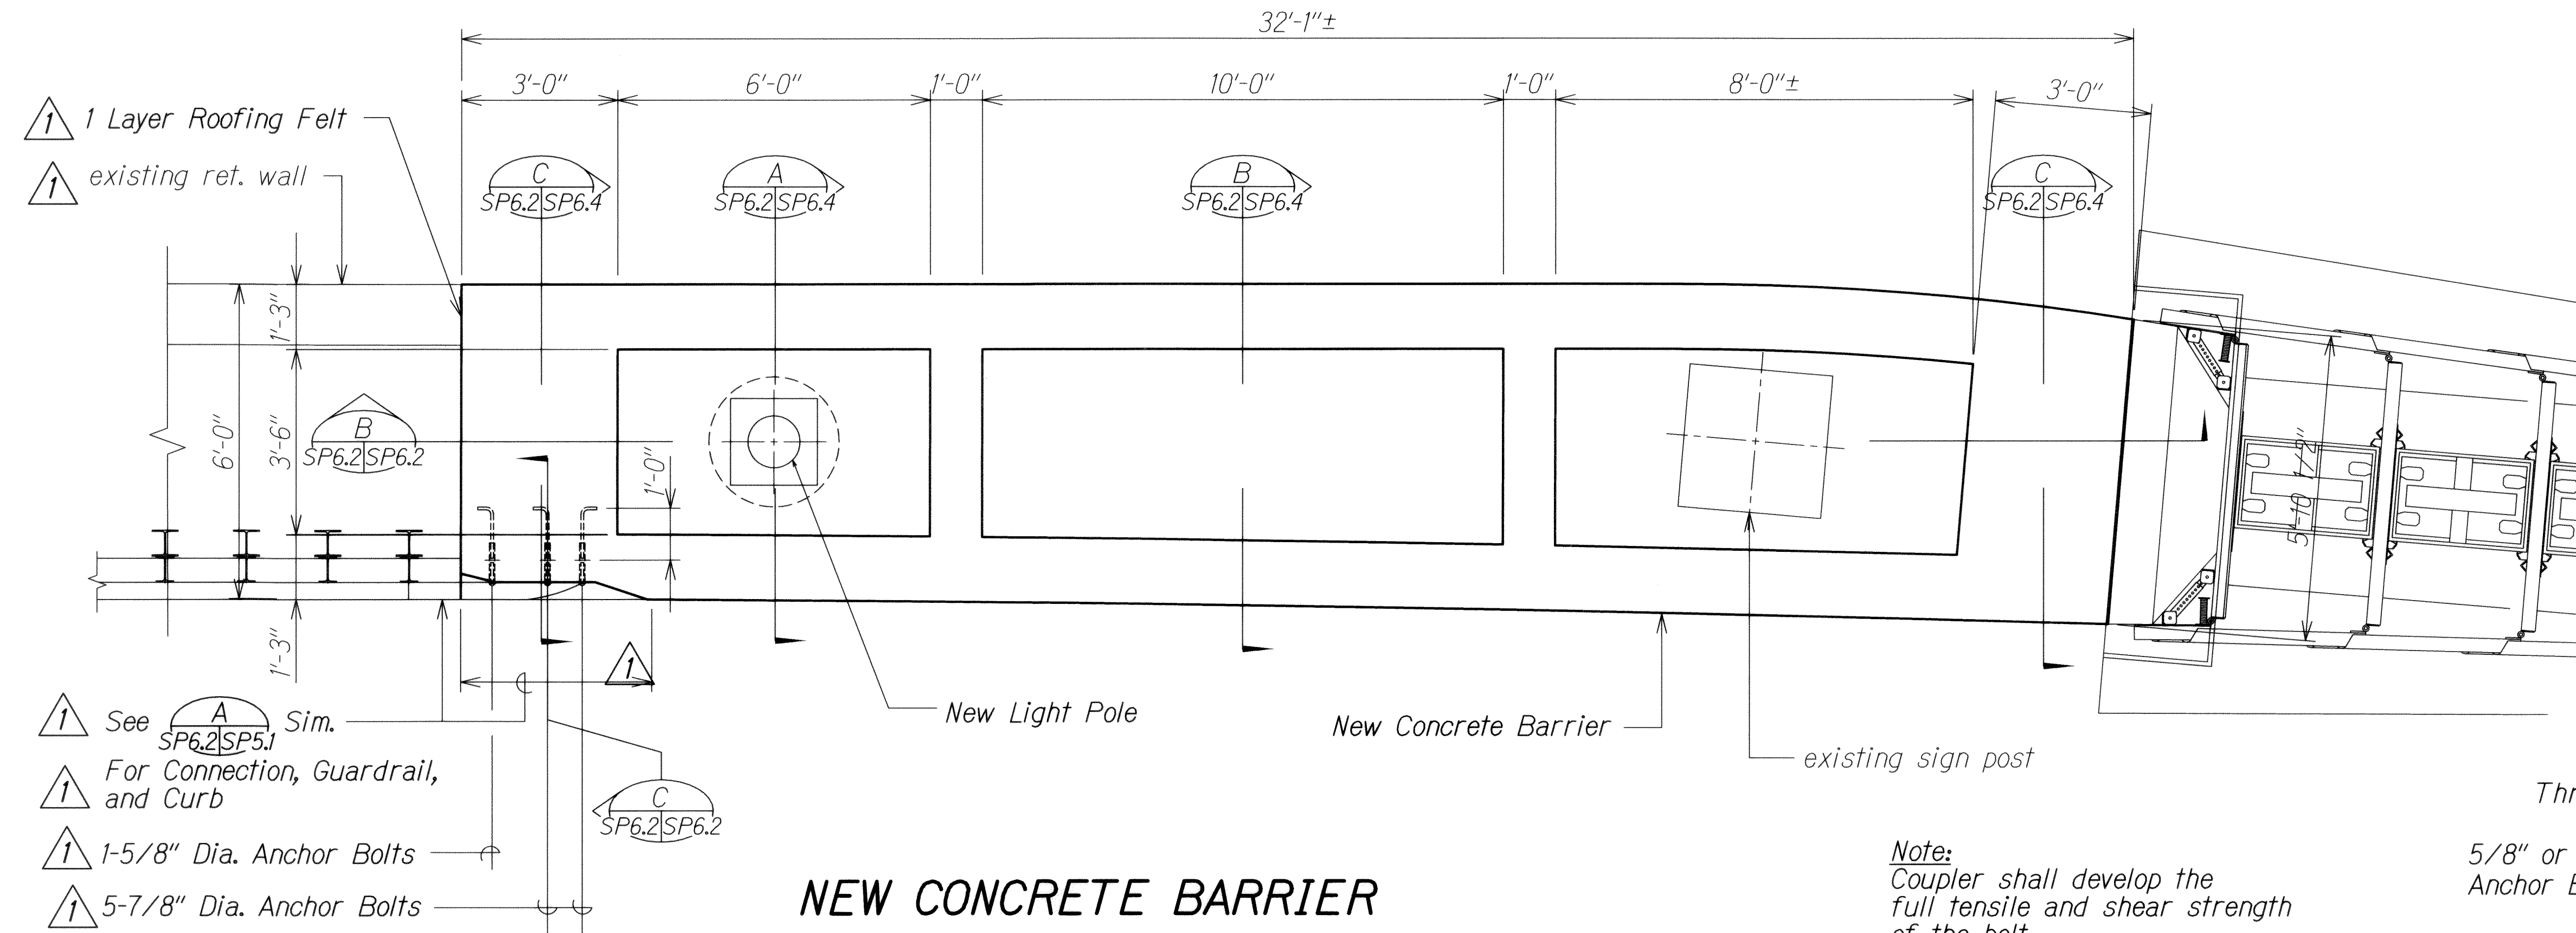 32'-1"±
3'-0"
6'-0"
1'-0"
10'-0"
1'-0"
8'-0"±
3'-0"
1 1 Layer Roofing Felt
1 existing ret. wall
C
SP6.2 SP6.4
A
SP6.2 SP6.4
B
SP6.2 SP6.4
C
SP6.2 SP6.4
1'-3"
6'-0"
3'-6"
1'-3"
B
SP6.2 SP6.2
1'-0"
5'-10 1/2"
1
1 See A Sim.
SP6.2 SP5.1
1 For Connection, Guardrail,
and Curb
1 1-5/8" Dia. Anchor Bolts
1 5-7/8" Dia. Anchor Bolts
C
SP6.2 SP6.2
New Light Pole
New Concrete Barrier
existing sign post
NEW CONCRETE BARRIER
Note:
Coupler shall develop the
full tensile and shear strength
of the bolt
5/8" or
Anchor